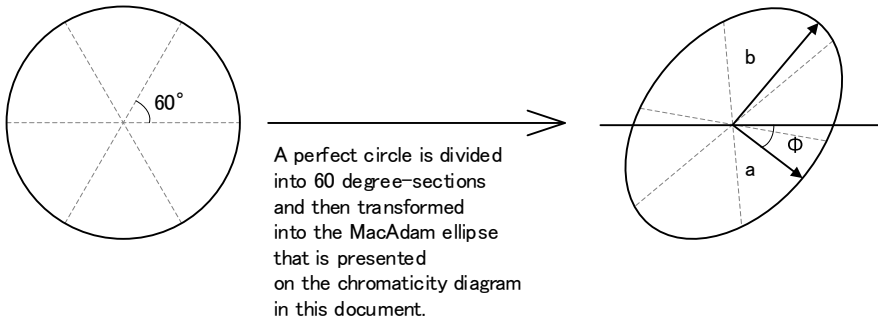 60°
A perfect circle is divided
into 60 degree-sections
and then transformed
into the MacAdam ellipse
that is presented
on the chromaticity diagram
in this document.
b
Φ
a